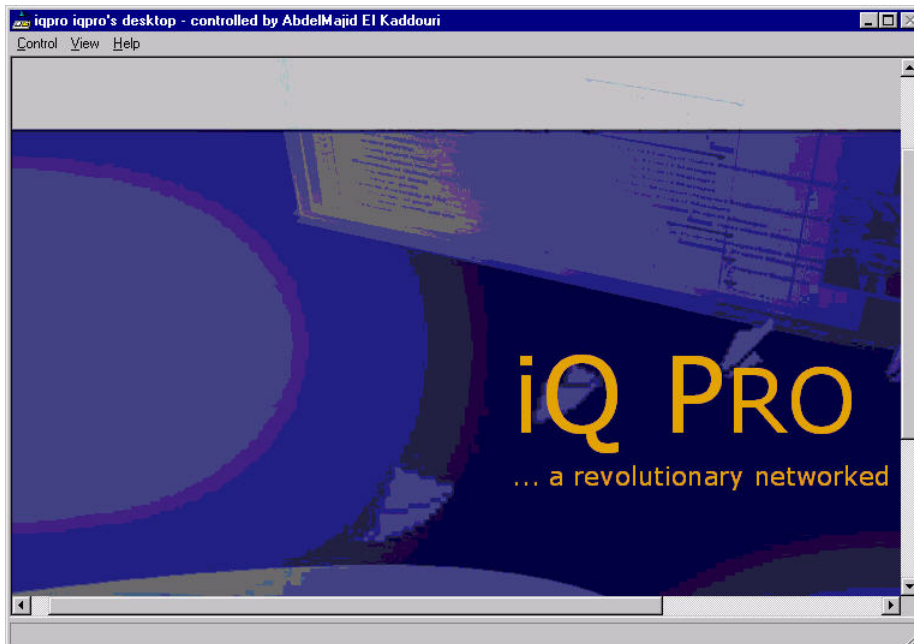 iqpro iqpro's desktop - controlled by AbdelMajid El Kaddouri
Control View Help
iQ PRO
... a revolutionary networked